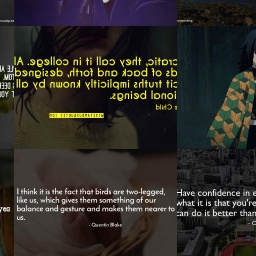 cratic, they call it in college. Al
ds of back and forth, designed
cit truths implicitly known by all
ional beings.
e Child
I think it is the fact that birds are two-legged,
like us, which gives them something of our
balance and gesture and makes them nearer to
us.
- Quentin Blake
Have confidence in e
what it is that you're
can do it better than